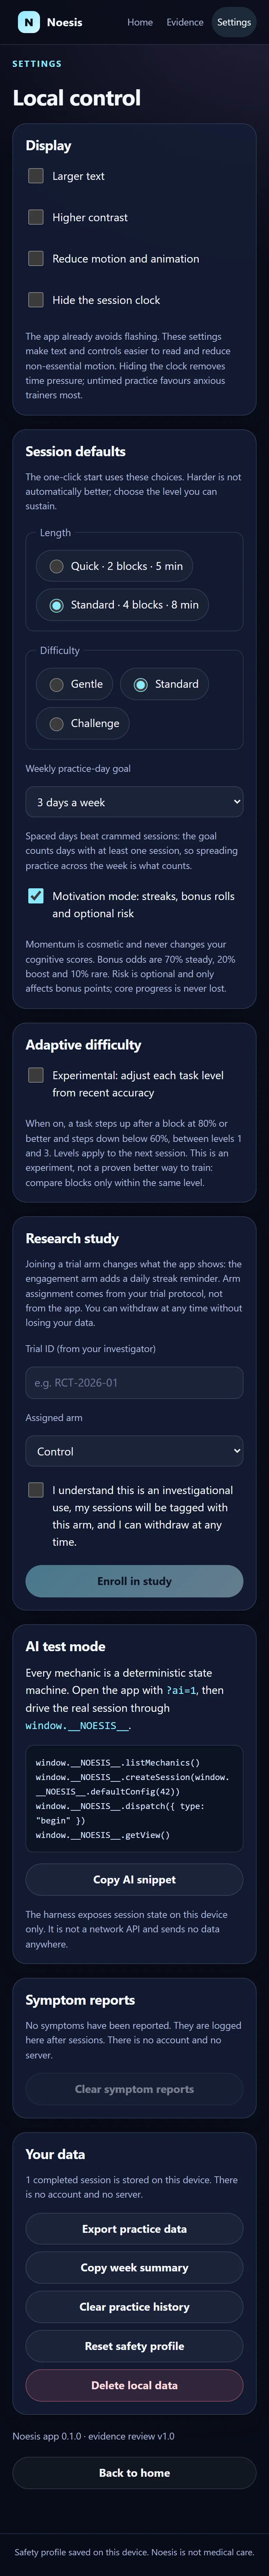 N Noesis Home Evidence Settings
SETTINGS
Local control
Display
Larger text
Higher contrast
Reduce motion and animation
Hide the session clock
The app already avoids flashing. These settings
make text and controls easier to read and reduce
non-essential motion. Hiding the clock removes
time pressure; untimed practice favours anxious
trainers most.
Session defaults
The one-click start uses these choices. Harder is not
automatically better; choose the level you can
sustain.
Length
Quick · 2 blocks · 5 min
Standard · 4 blocks · 8 min
Difficulty
Gentle Standard
Challenge
Weekly practice-day goal
3 days a week
Spaced days beat crammed sessions: the goal
counts days with at least one session, so spreading
practice across the week is what counts.
Motivation mode: streaks, bonus rolls
and optional risk
Momentum is cosmetic and never changes your
cognitive scores. Bonus odds are 70% steady, 20%
boost and 10% rare. Risk is optional and only
affects bonus points; core progress is never lost.
Adaptive difficulty
Experimental: adjust each task level
from recent accuracy
When on, a task steps up after a block at 80% or
better and steps down below 60%, between levels 1
and 3. Levels apply to the next session. This is an
experiment, not a proven better way to train:
compare blocks only within the same level.
Research study
Joining a trial arm changes what the app shows: the
engagement arm adds a daily streak reminder. Arm
assignment comes from your trial protocol, not
from the app. You can withdraw at any time without
losing your data.
Trial ID (from your investigator)
e.g. RCT-2026-01
Assigned arm
Control
I understand this is an investigational
use, my sessions will be tagged with
this arm, and I can withdraw at any
time.
Enroll in study
AI test mode
Every mechanic is a deterministic state
machine. Open the app with ?ai=1, then
drive the real session through
window.__NOESIS__.
window.__NOESIS__.listMechanics()
window.__NOESIS__.createSession(window.
__NOESIS__.defaultConfig(42))
window.__NOESIS__.dispatch({ type:
"begin" })
window.__NOESIS__.getView()
Copy AI snippet
The harness exposes session state on this device
only. It is not a network API and sends no data
anywhere.
Symptom reports
No symptoms have been reported. They are logged
here after sessions. There is no account and no
server.
Clear symptom reports
Your data
1 completed session is stored on this device. There
is no account and no server.
Export practice data
Copy week summary
Clear practice history
Reset safety profile
Delete local data
Noesis app 0.1.0 · evidence review v1.0
Back to home
Safety profile saved on this device. Noesis is not medical care.